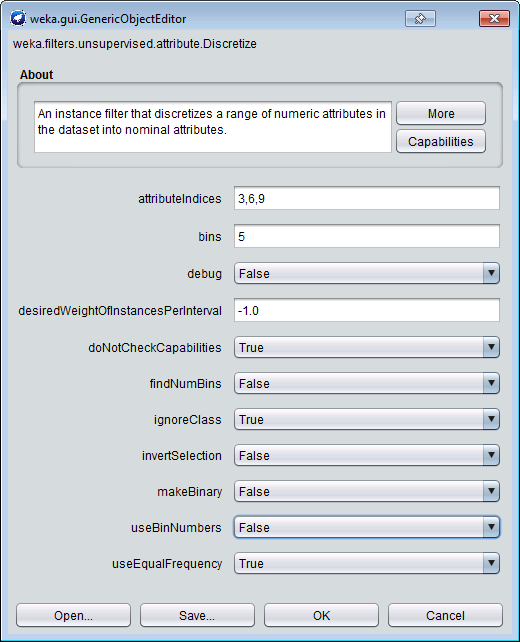 weka.gui.GenericObjectEditor
weka.filters.unsupervised.attribute.Discretize
About
An instance filter that discretizes a range of numeric attributes in
the dataset into nominal attributes.
More
Capabilities
attributeIndices 3,6,9
bins 5
debug False
desiredWeightOfInstancesPerInterval -1.0
doNotCheckCapabilities True
findNumBins False
ignoreClass True
invertSelection False
makeBinary False
useBinNumbers False
useEqualFrequency True
Open... Save... OK Cancel